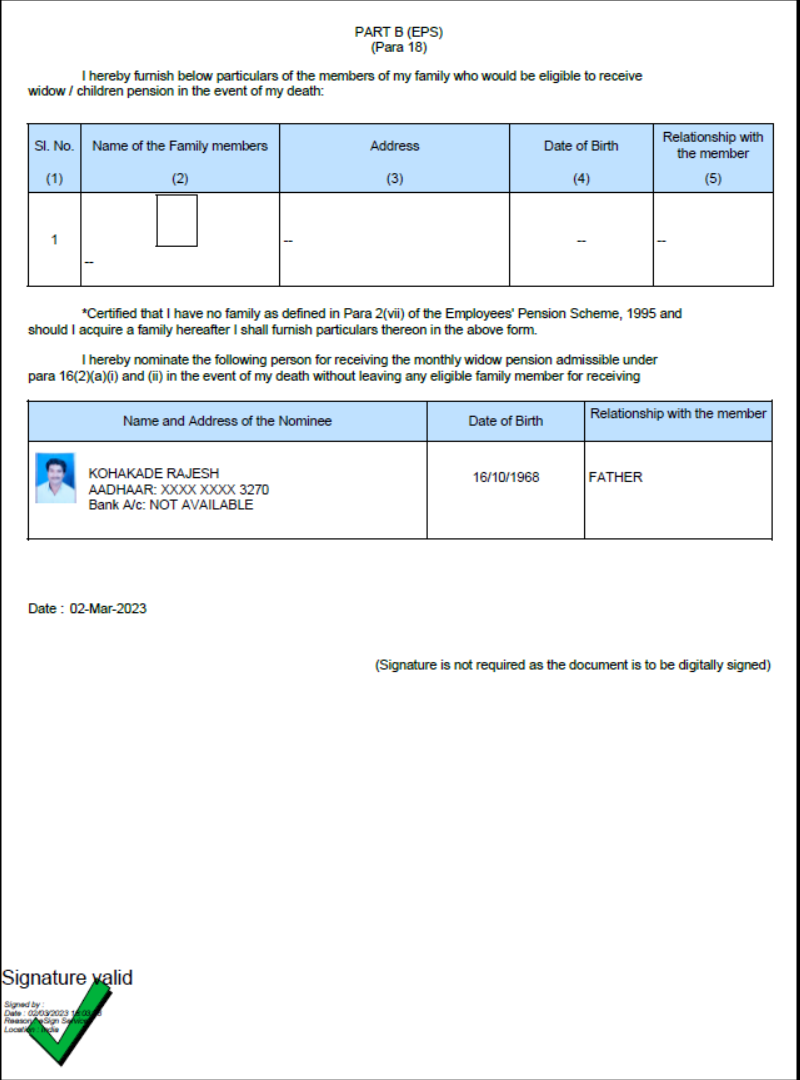 PART B (EPS)
(Para 18)
I hereby furnish below particulars of the members of my family who would be eligible to receive
widow / children pension in the event of my death:
Sl. No. Name of the Family members Address Date of Birth Relationship with
the member
(1) (2) (3) (4) (5)
1 -- -- -- --
*Certified that I have no family as defined in Para 2(vii) of the Employees' Pension Scheme, 1995 and
should I acquire a family hereafter I shall furnish particulars thereon in the above form.
I hereby nominate the following person for receiving the monthly widow pension admissible under
para 16(2)(a)(i) and (ii) in the event of my death without leaving any eligible family member for receiving
Name and Address of the Nominee Date of Birth Relationship with the member
KOHAKADE RAJESH 16/10/1968 FATHER
AADHAAR: XXXX XXXX 3270
Bank A/c: NOT AVAILABLE
Date : 02-Mar-2023
(Signature is not required as the document is to be digitally signed)
Signature valid
Signed by :
Date : 02/03/2023
Reason eSign
Location : India